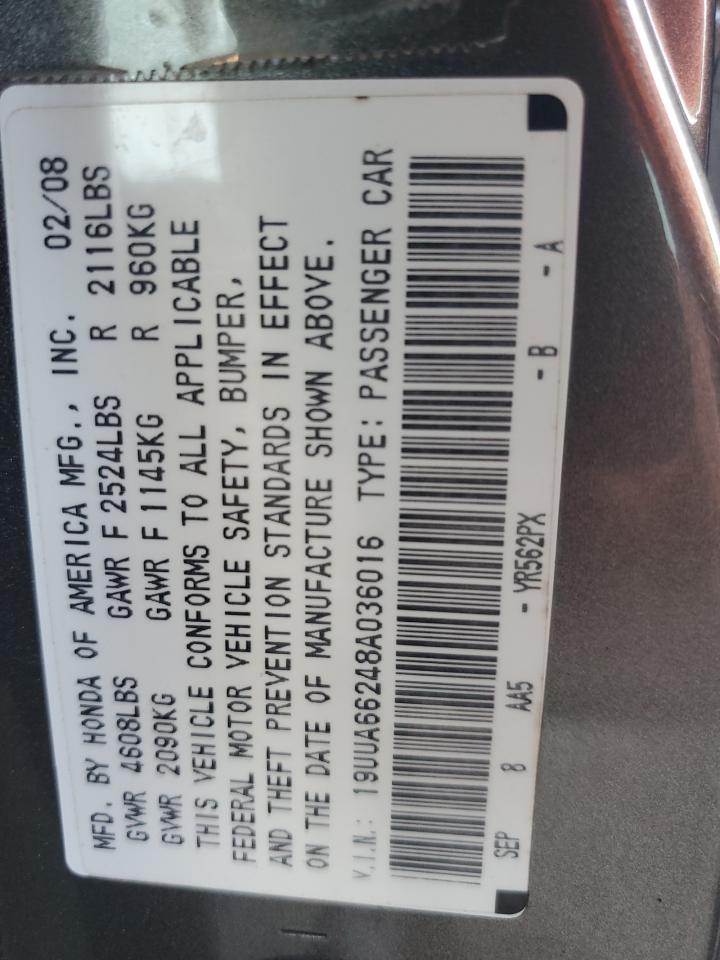 MFD. BY HONDA OF AMERICA MFG., INC. 02/08
GVWR 4608LBS GAWR F 2524LBS R 2116LBS
GVWR 2090KG GAWR F 1145KG R 960KG
THIS VEHICLE CONFORMS TO ALL APPLICABLE
FEDERAL MOTOR VEHICLE SAFETY, BUMPER,
AND THEFT PREVENTION STANDARDS IN EFFECT
ON THE DATE OF MANUFACTURE SHOWN ABOVE.
V.I.N.: 19UUA66248A036016 TYPE: PASSENGER CAR
SEP 8 AA5 - YR562PX - B - A